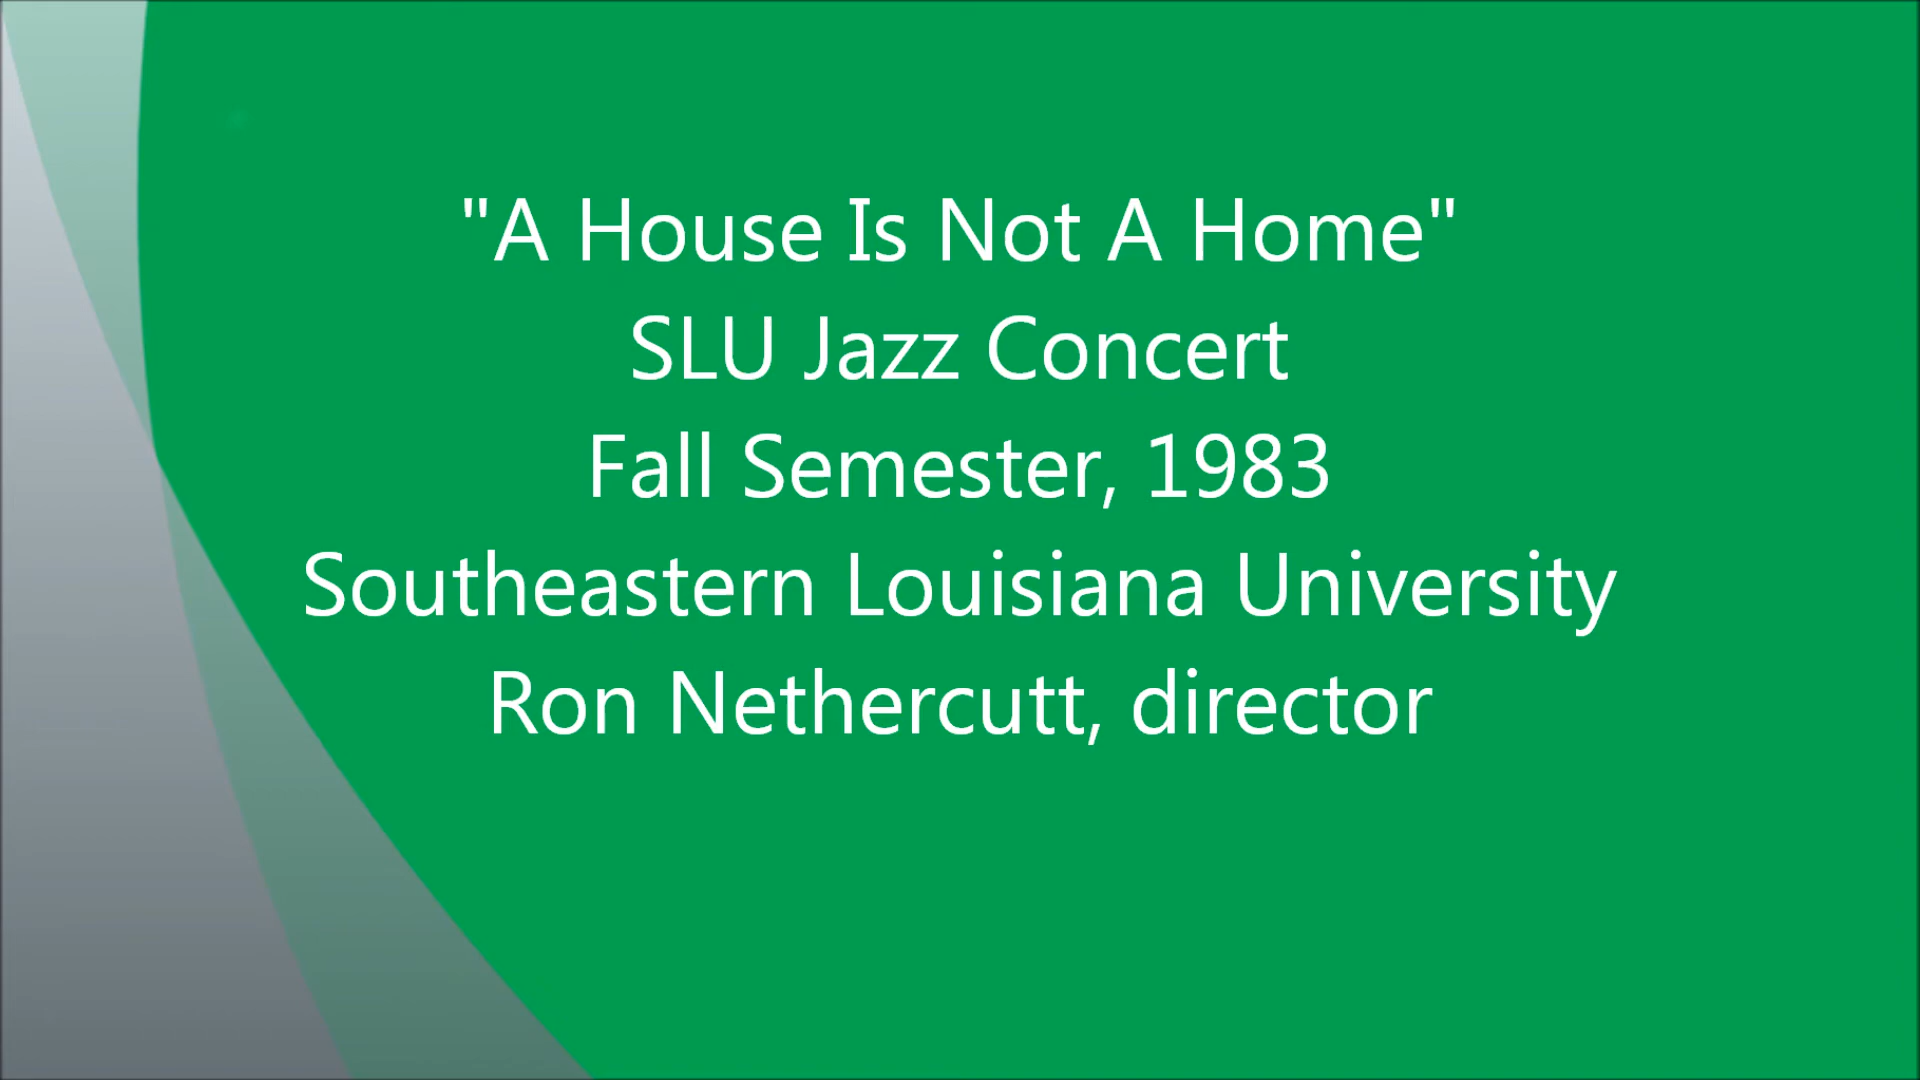 "A House Is Not A Home"
SLU Jazz Concert
Fall Semester, 1983
Southeastern Louisiana University
Ron Nethercutt, director